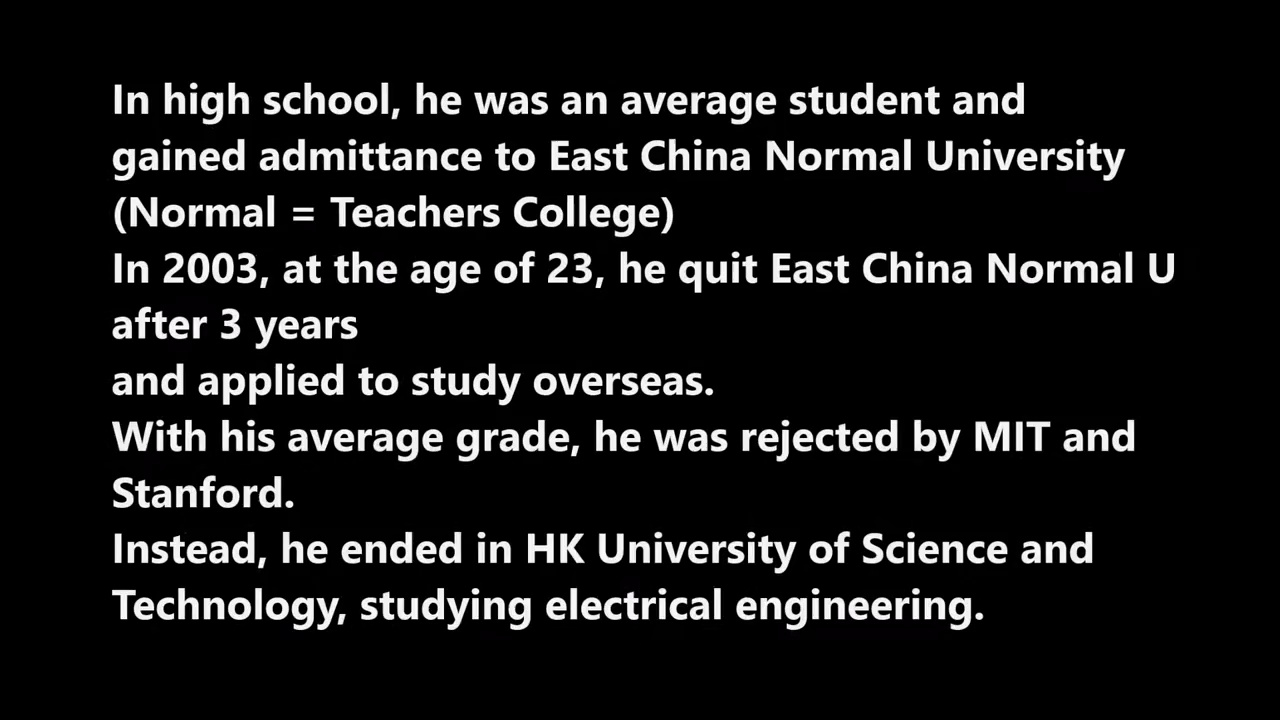 In high school, he was an average student and
gained admittance to East China Normal University
(Normal = Teachers College)
In 2003, at the age of 23, he quit East China Normal U
after 3 years
and applied to study overseas.
With his average grade, he was rejected by MIT and
Stanford.
Instead, he ended in HK University of Science and
Technology, studying electrical engineering.